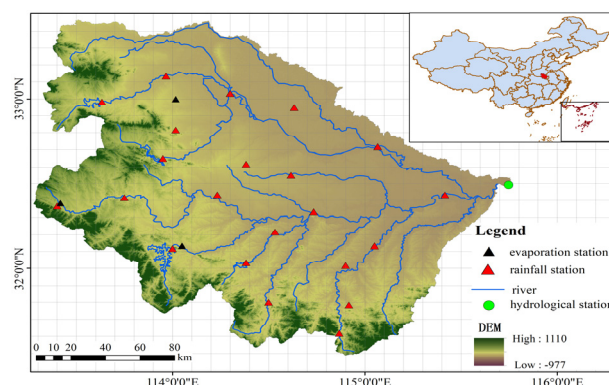 33°0'0"N
32°0'0"N
Legend
evaporation station
rainfall station
river
hydrological station
DEM
High : 1110
Low : -977
0 10 20 40 60 80
km
114°0'0"E
115°0'0"E
116°0'0"E